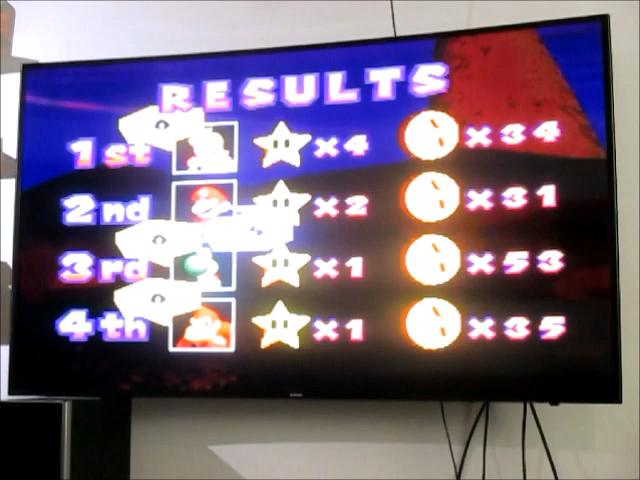 RESULTS
1st ×4 ×34
2nd ×2 ×31
3rd ×1 ×53
4th ×1 ×35